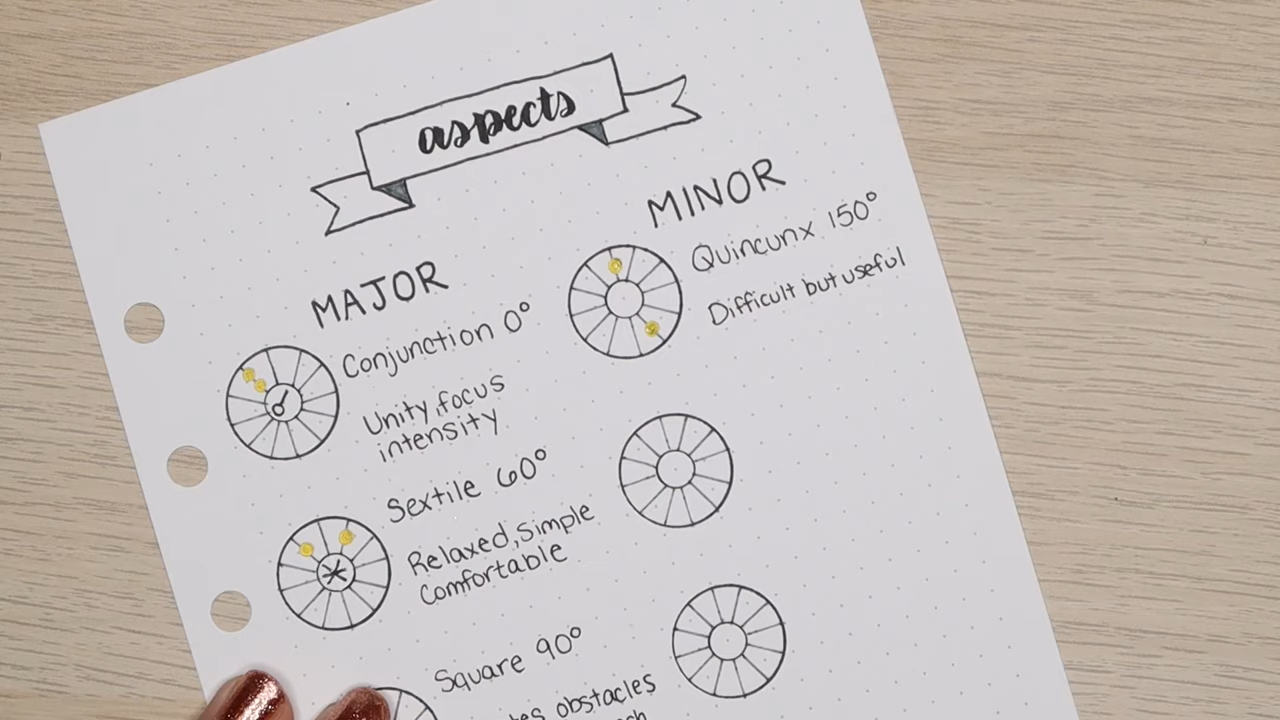 aspects
MAJOR
Conjunction 0°
Unity, focus
intensity
Sextile 60°
Relaxed, Simple
Comfortable
Square 90°
obstacles
MINOR
Quincunx 150°
Difficult but useful